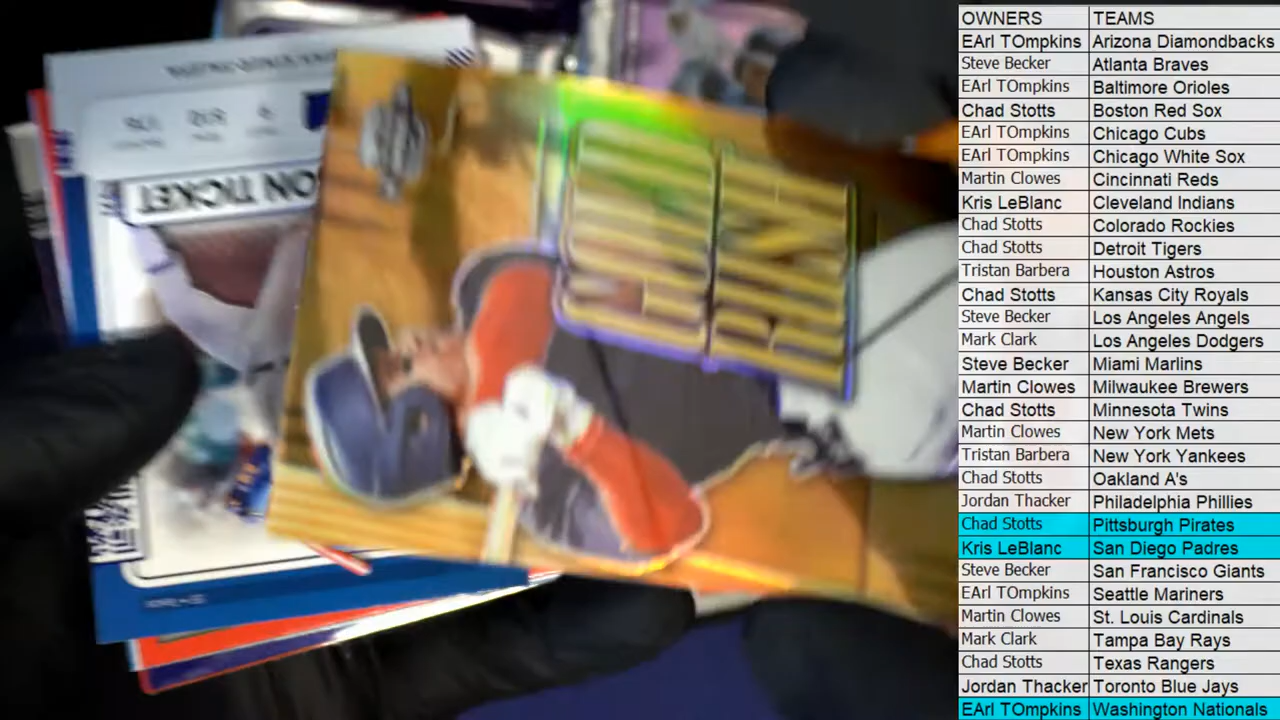 OWNERS TEAMS
EArl TOmpkins Arizona Diamondbacks
Steve Becker Atlanta Braves
EArl TOmpkins Baltimore Orioles
Chad Stotts Boston Red Sox
EArl TOmpkins Chicago Cubs
EArl TOmpkins Chicago White Sox
Martin Clowes Cincinnati Reds
Kris LeBlanc Cleveland Indians
Chad Stotts Colorado Rockies
Chad Stotts Detroit Tigers
Tristan Barbera Houston Astros
Chad Stotts Kansas City Royals
Steve Becker Los Angeles Angels
Mark Clark Los Angeles Dodgers
Steve Becker Miami Marlins
Martin Clowes Milwaukee Brewers
Chad Stotts Minnesota Twins
Martin Clowes New York Mets
Tristan Barbera New York Yankees
Chad Stotts Oakland A's
Jordan Thacker Philadelphia Phillies
Chad Stotts Pittsburgh Pirates
Kris LeBlanc San Diego Padres
Steve Becker San Francisco Giants
EArl TOmpkins Seattle Mariners
Martin Clowes St. Louis Cardinals
Mark Clark Tampa Bay Rays
Chad Stotts Texas Rangers
Jordan Thacker Toronto Blue Jays
EArl TOmpkins Washington Nationals
ON TICKET